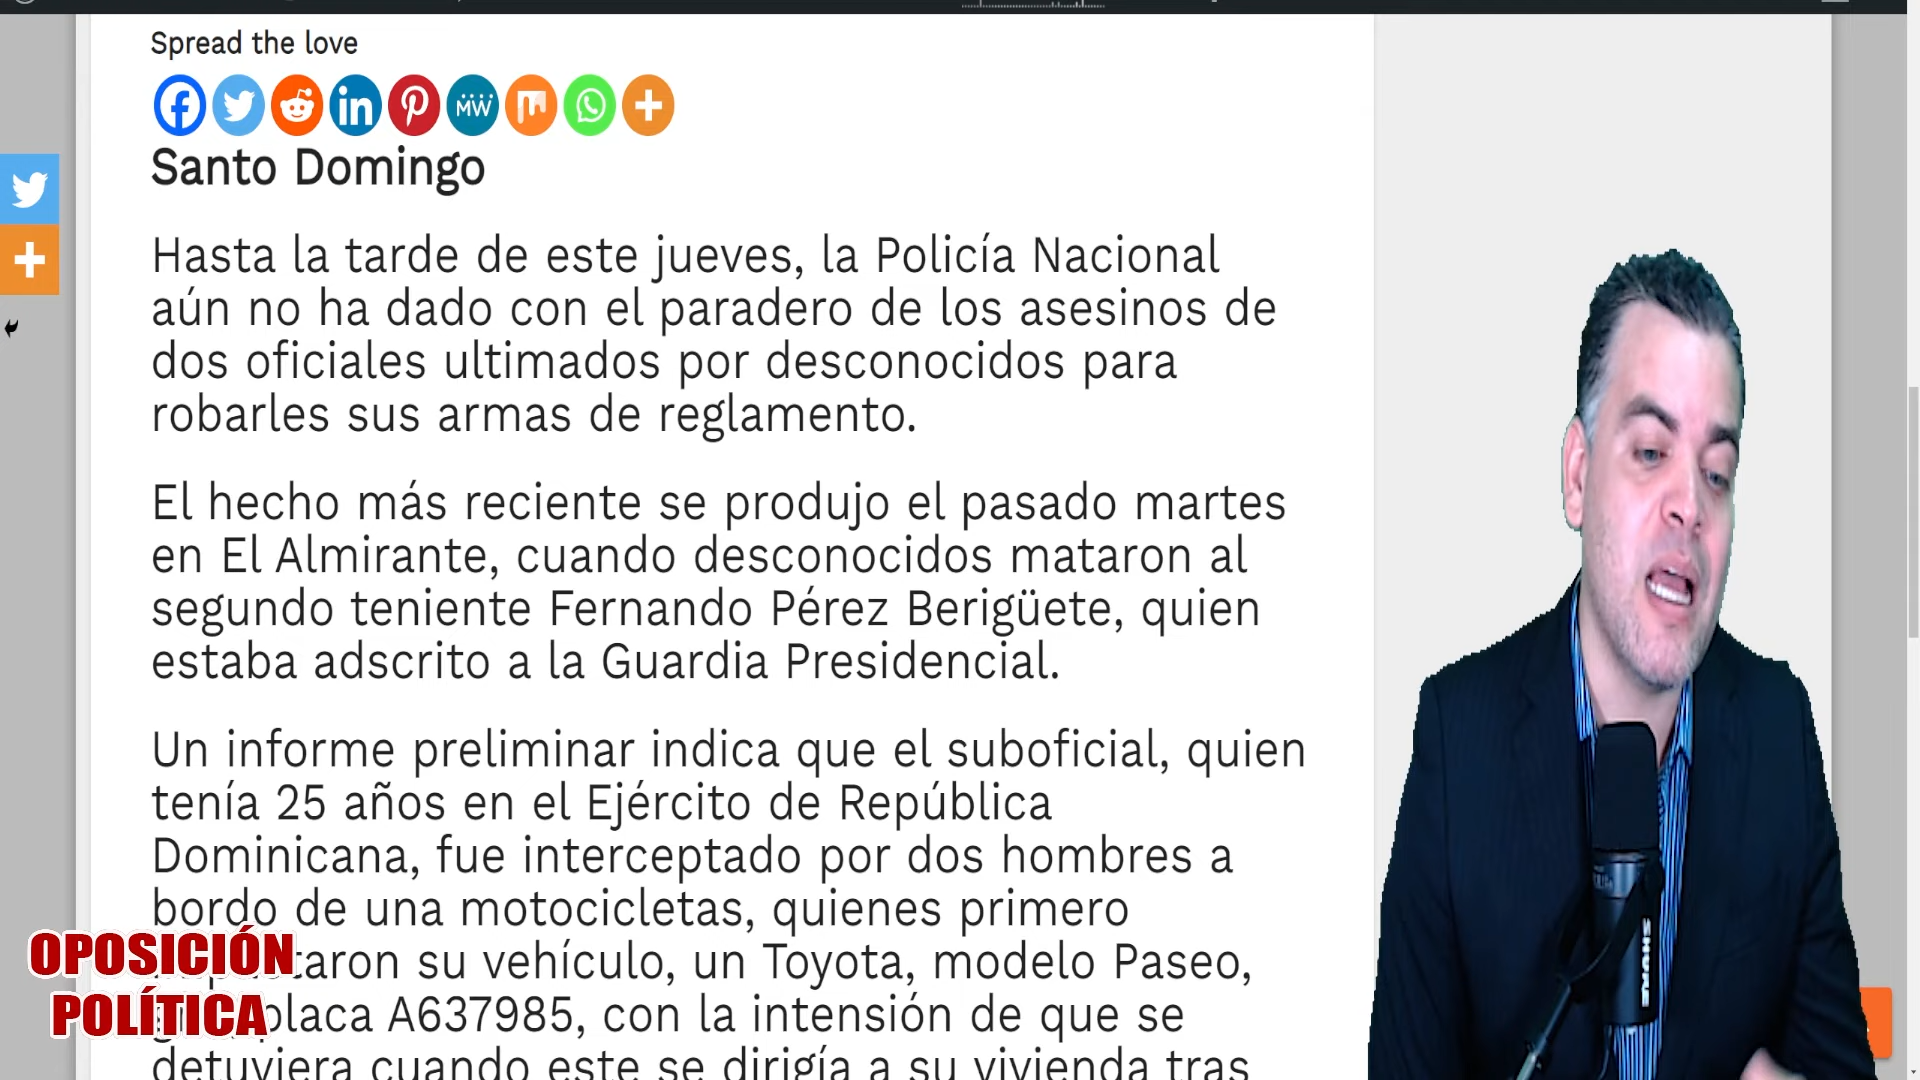 Spread the love
Santo Domingo
Hasta la tarde de este jueves, la Policía Nacional
aún no ha dado con el paradero de los asesinos de
dos oficiales ultimados por desconocidos para
robarles sus armas de reglamento.
El hecho más reciente se produjo el pasado martes
en El Almirante, cuando desconocidos mataron al
segundo teniente Fernando Pérez Berigüete, quien
estaba adscrito a la Guardia Presidencial.
Un informe preliminar indica que el suboficial, quien
tenía 25 años en el Ejército de República
Dominicana, fue interceptado por dos hombres a
bordo de una motocicletas, quienes primero
su vehículo, un Toyota, modelo Paseo,
placa A637985, con la intensión de que se
detuviera cuando este se dirigía a su vivienda tras
OPOSICIÓN
POLÍTICA
in
MW
SHURE